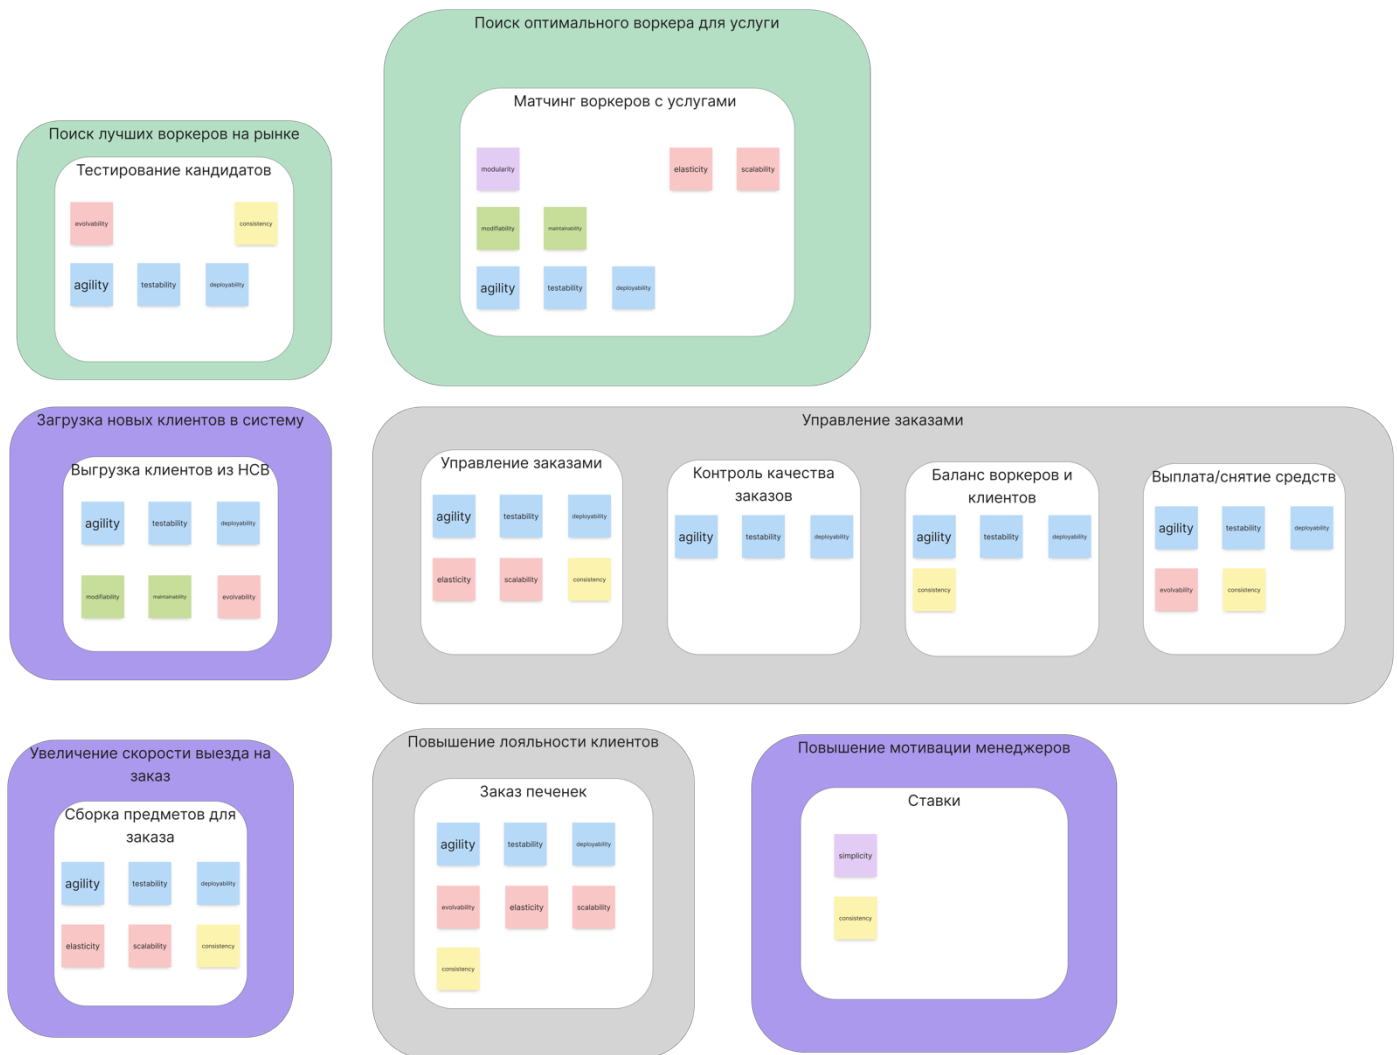 Поиск оптимального воркера для услуги
Матчинг воркеров с услугами
modularity
elasticity
scalability
modifiability
maintainability
agility
testability
deployability
Поиск лучших воркеров на рынке
Тестирование кандидатов
evolvability
consistency
agility
testability
deployability
Загрузка новых клиентов в систему
Выгрузка клиентов из НСВ
agility
testability
deployability
modifiability
maintainability
evolvability
Управление заказами
Управление заказами
agility
testability
deployability
elasticity
scalability
consistency
Контроль качества
заказов
agility
testability
deployability
Баланс воркеров и
клиентов
agility
testability
deployability
consistency
Выплата/снятие средств
agility
testability
deployability
evolvability
consistency
Увеличение скорости выезда на
заказ
Сборка предметов для
заказа
agility
testability
deployability
elasticity
scalability
consistency
Повышение лояльности клиентов
Заказ печенек
agility
testability
deployability
evolvability
elasticity
scalability
consistency
Повышение мотивации менеджеров
Ставки
simplicity
consistency